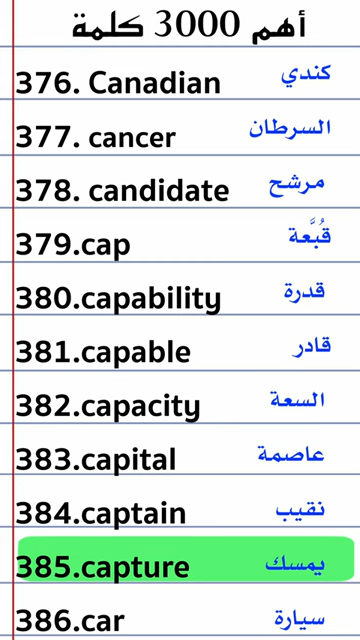 أهم 3000 كلمة
376. Canadian كندي
377. cancer السرطان
378. candidate مرشح
379.cap قُبَّعة
380.capability قدرة
381.capable قادر
382.capacity السعة
383.capital عاصمة
384.captain نقيب
385.capture يمسك
386.car سيارة